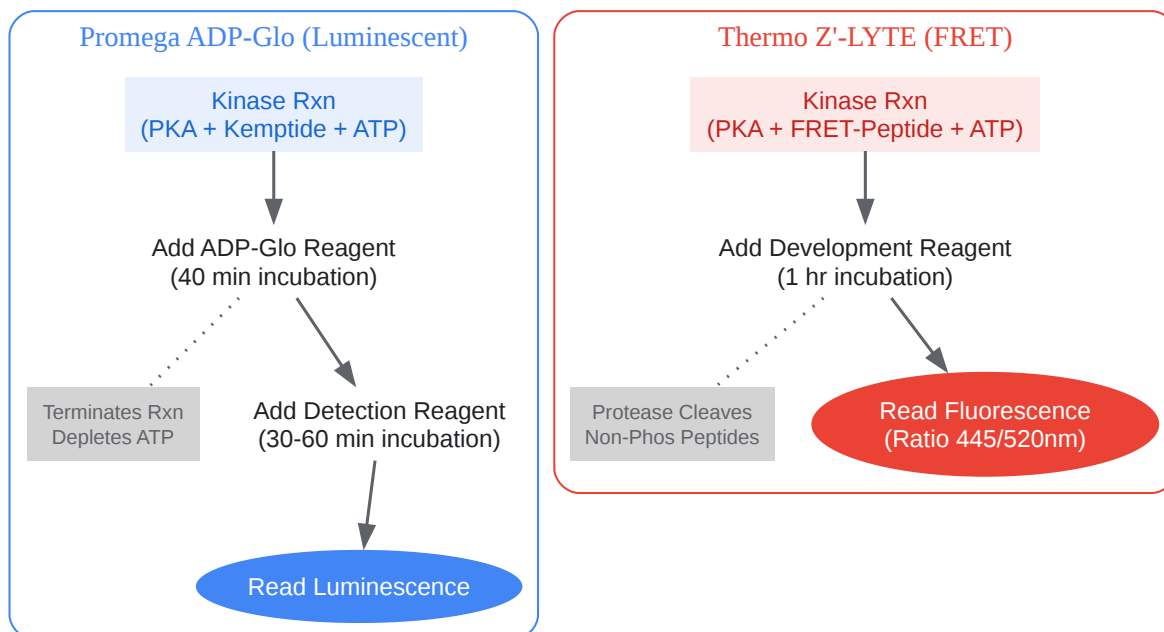 Promega ADP-Glo (Luminescent)
Kinase Rxn
(PKA + Kemptide + ATP)
Add ADP-Glo Reagent
(40 min incubation)
Terminates Rxn
Depletes ATP
Add Detection Reagent
(30-60 min incubation)
Read Luminescence
Thermo Z'-LYTE (FRET)
Kinase Rxn
(PKA + FRET-Peptide + ATP)
Add Development Reagent
(1 hr incubation)
Protease Cleaves
Non-Phos Peptides
Read Fluorescence
(Ratio 445/520nm)